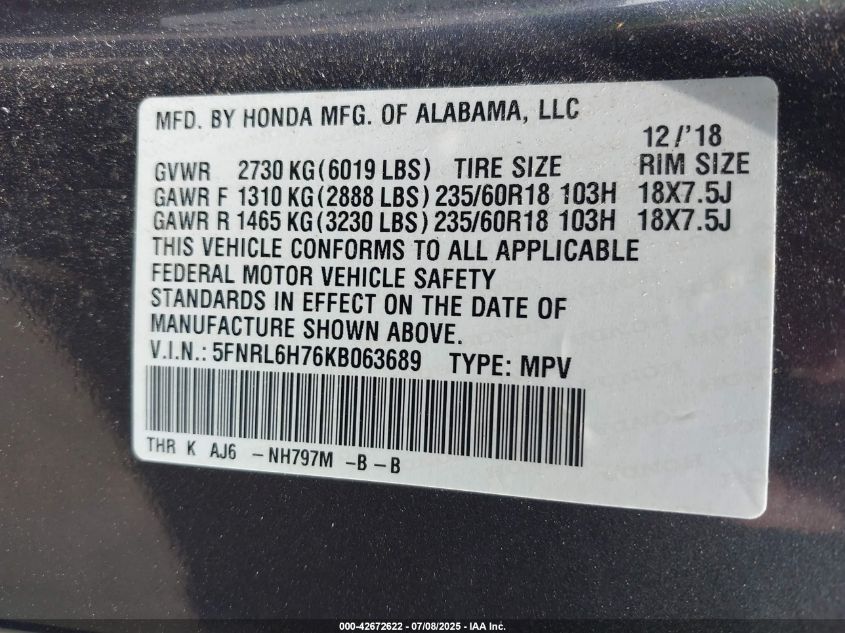 MFD. BY HONDA MFG. OF ALABAMA, LLC
12/'18
GVWR 2730 KG(6019 LBS) TIRE SIZE RIM SIZE
GAWR F 1310 KG(2888 LBS) 235/60R18 103H 18X7.5J
GAWR R 1465 KG(3230 LBS) 235/60R18 103H 18X7.5J
THIS VEHICLE CONFORMS TO ALL APPLICABLE
FEDERAL MOTOR VEHICLE SAFETY
STANDARDS IN EFFECT ON THE DATE OF
MANUFACTURE SHOWN ABOVE.
V.I.N.: 5FNRL6H76KB063689 TYPE: MPV
THR K AJ6 -NH797M -B-B
000-42672622 - 07/08/2025 - IAA Inc.